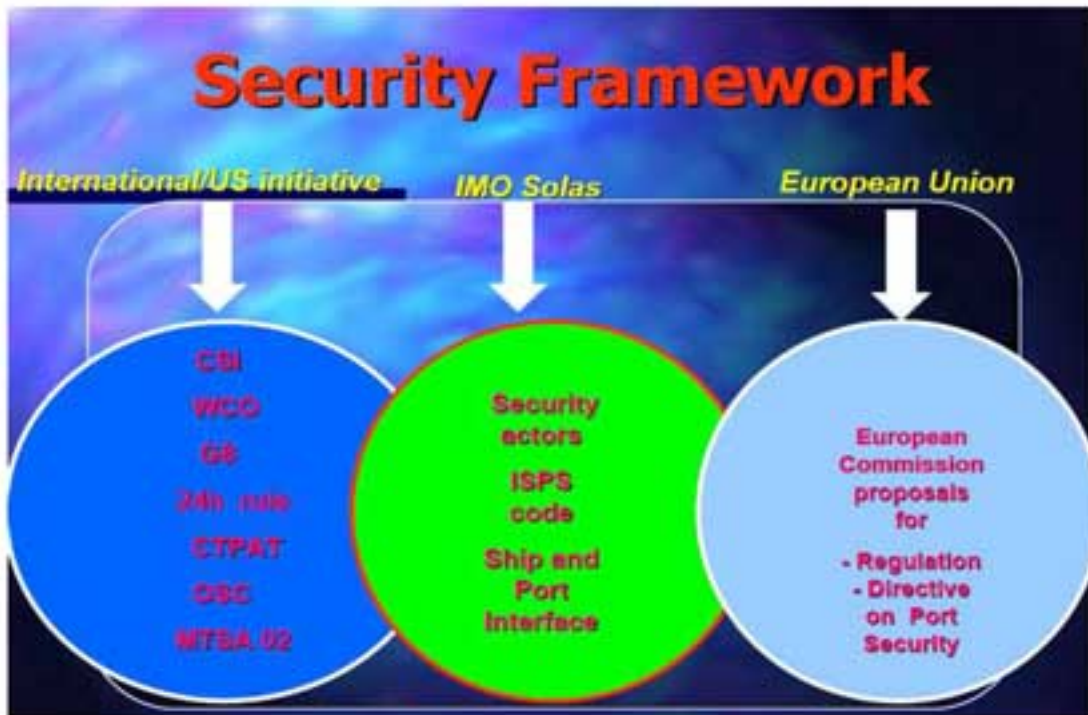 Security Framework
International/US initiative
IMO Solas
European Union
CSI
WCO
G8
24h rule
CTPAT
OSC
MTSA 02
Security
actors
ISPS
code
Ship and
Port
Interface
European
Commission
proposals
for
- Regulation
- Directive
on Port
Security